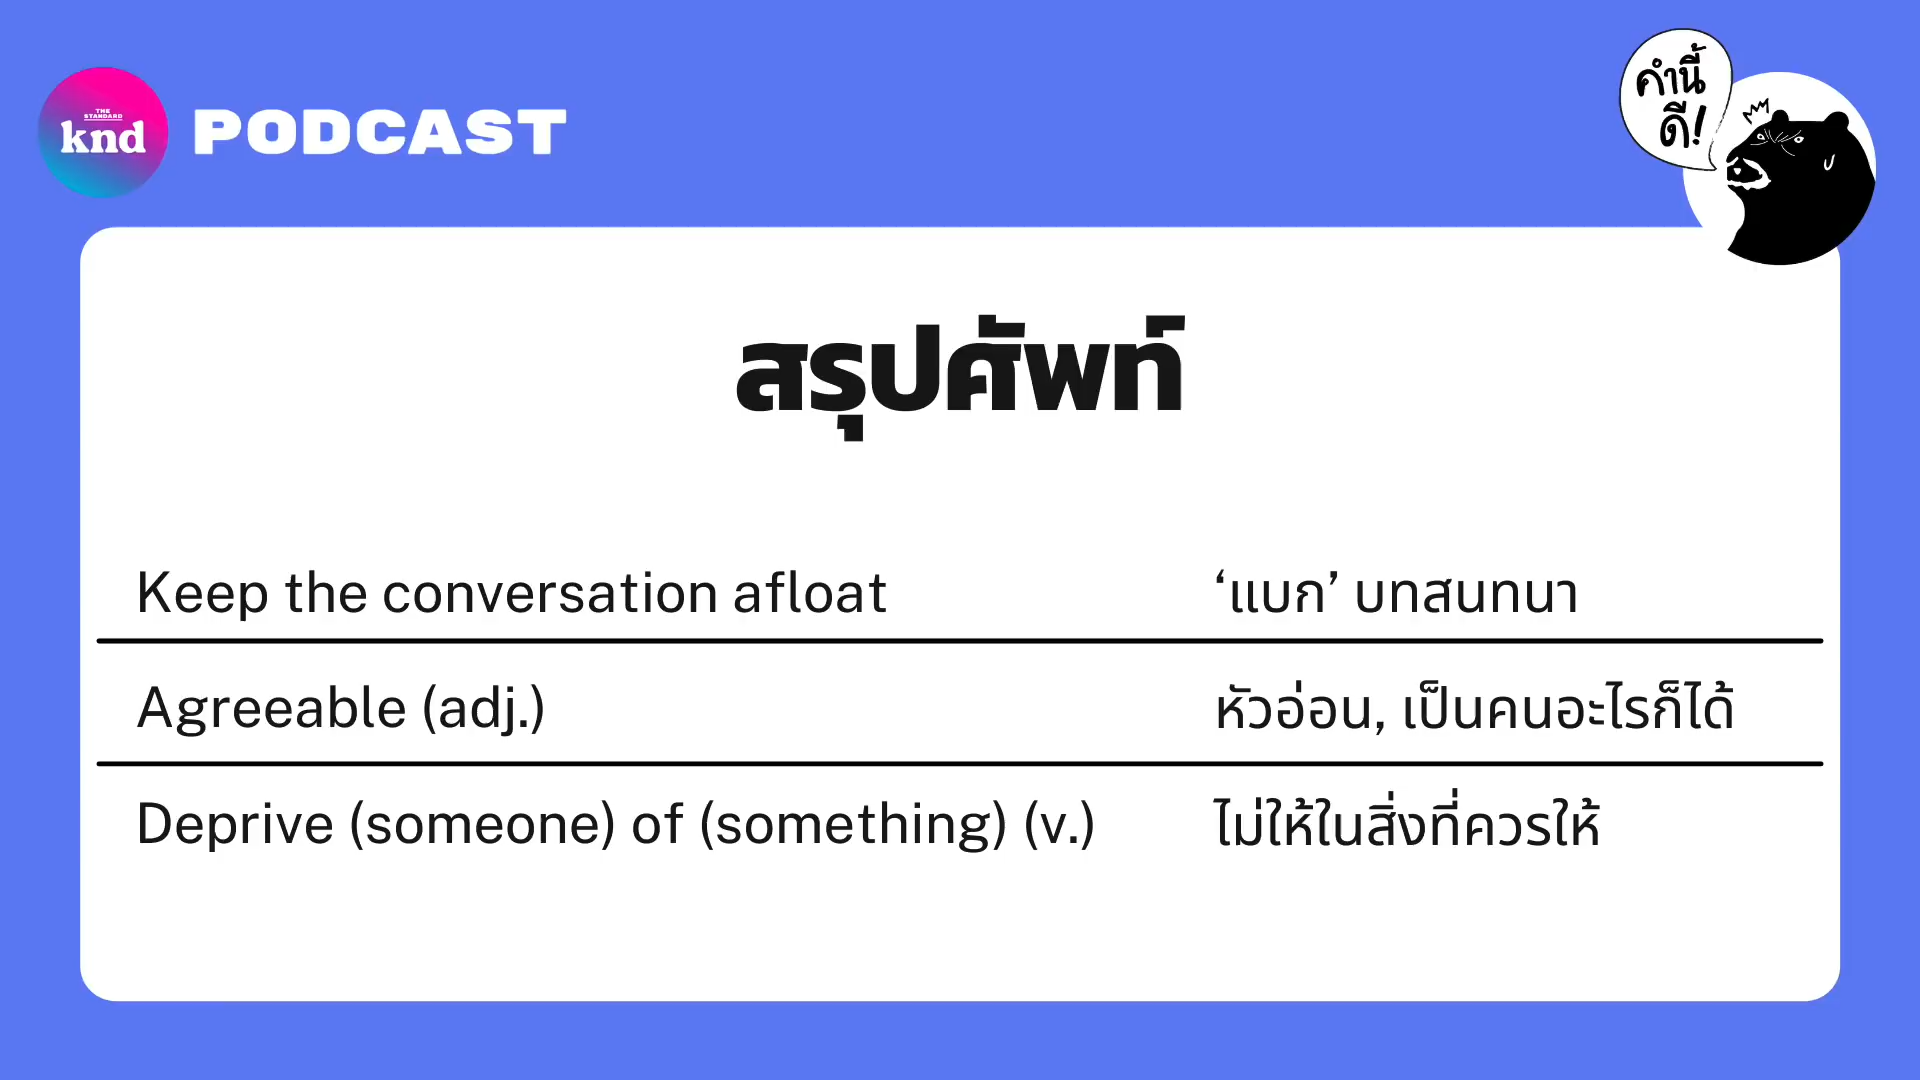 THE
STANDARD
knd
PODCAST
คำนี้
ดี!
สรุปศัพท์
Keep the conversation afloat
‘แบก’ บทสนทนา
Agreeable (adj.)
หัวอ่อน, เป็นคนอะไรก็ได้
Deprive (someone) of (something) (v.)
ไม่ให้ในสิ่งที่ควรให้